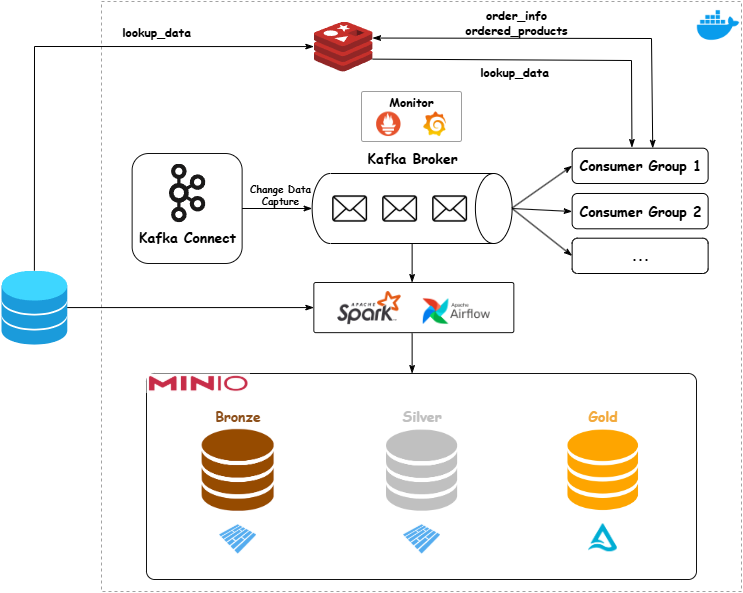 order_info
lookup_data
ordered_products
lookup_data
Monitor
Kafka Broker
Consumer Group 1
Change Data
Capture
Kafka Connect
Consumer Group 2
...
APACHE
Spark
Apache
Airflow
MINIO
Bronze
Silver
Gold